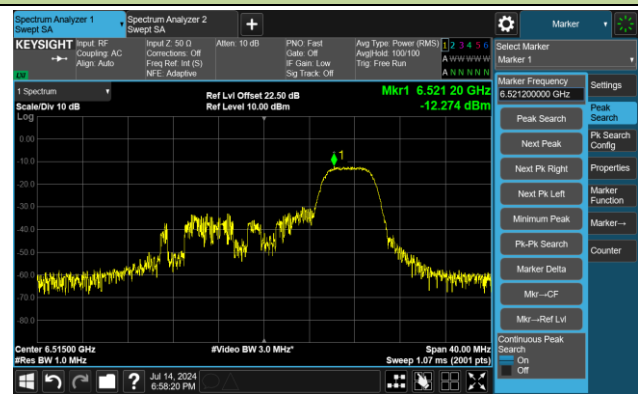 Spectrum Analyzer 1
Swept SA
Spectrum Analyzer 2
Swept SA
+
Marker
KEYSIGHT
Input: RF
Coupling: AC
Align: Auto
Input Z: 50 Ω
Corrections: Off
Freq Ref: Int (S)
NFE: Adaptive
Atten: 10 dB
PNO: Fast
Gate: Off
IF Gain: Low
Sig Track: Off
Avg Type: Power (RMS)
Avg|Hold: 100/100
Trig: Free Run
1 2 3 4 5 6
A W W W W W
A N N N N N
Select Marker
Marker 1
1 Spectrum
Scale/Div 10 dB
Log
Ref Lvl Offset 22.50 dB
Ref Level 10.00 dBm
Mkr1 6.521 20 GHz
-12.274 dBm
0.00
-10.0
-20.0
-30.0
-40.0
-50.0
-60.0
-70.0
-80.0
1
Center 6.51500 GHz
#Res BW 1.0 MHz
#Video BW 3.0 MHz*
Span 40.00 MHz
Sweep 1.07 ms (2001 pts)
Marker Frequency
6.521200000 GHz
Peak Search
Next Peak
Next Pk Right
Next Pk Left
Minimum Peak
Pk-Pk Search
Marker Delta
Mkr→CF
Mkr→Ref Lvl
Continuous Peak
Search
On
Off
Settings
Peak
Search
Pk Search
Config
Properties
Marker
Function
Marker→
Counter
?
Jul 14, 2024
6:58:20 PM